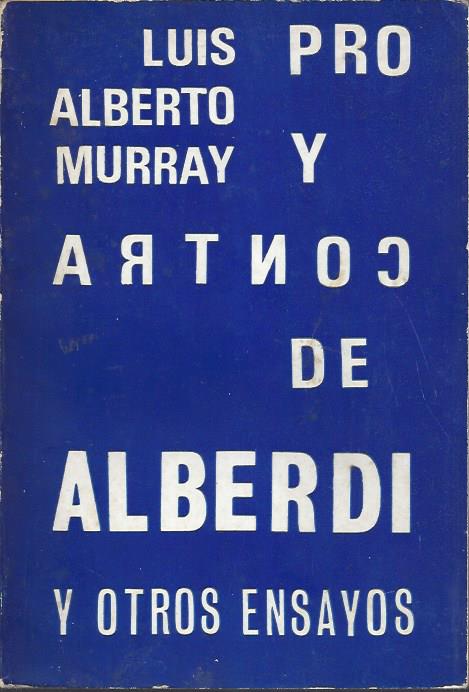 LUIS
ALBERTO
MURRAY
PRO
Y
CONTRA
DE
ALBERDI
Y OTROS ENSAYOS